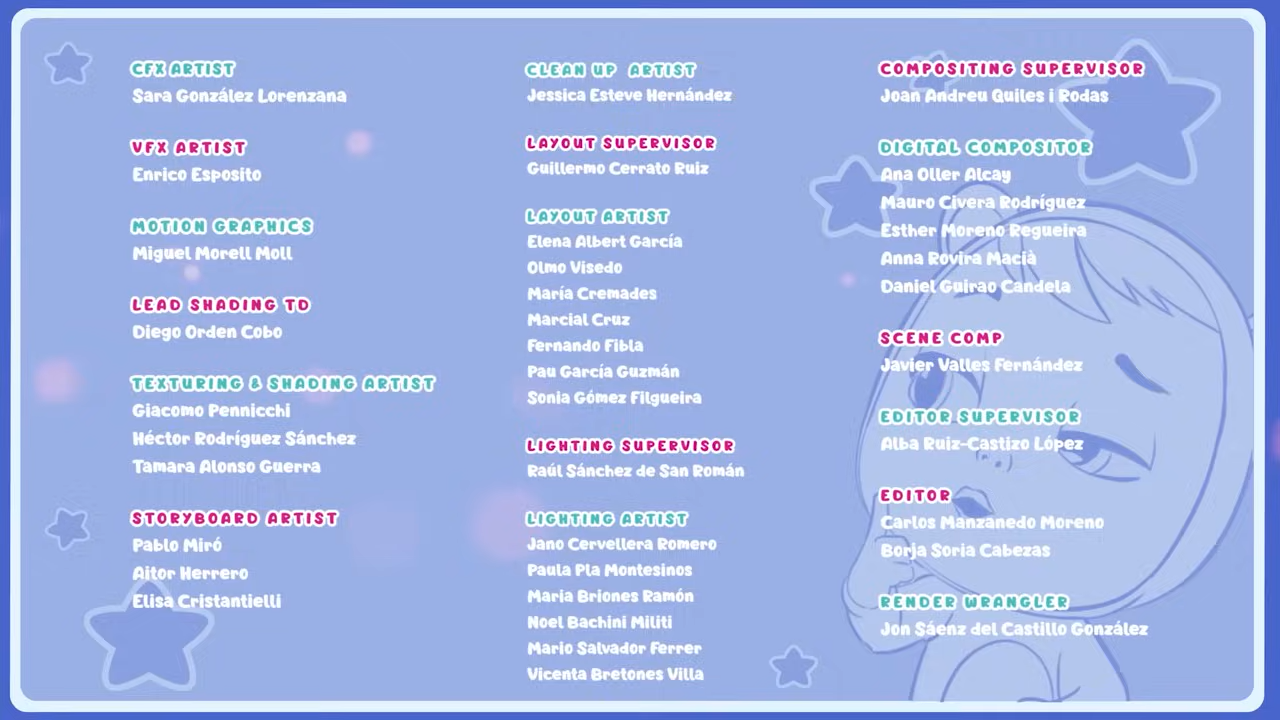 CFX ARTIST
Sara González Lorenzana
VFX ARTIST
Enrico Esposito
MOTION GRAPHICS
Miguel Morell Moll
LEAD SHADING TD
Diego Orden Cobo
TEXTURING & SHADING ARTIST
Giacomo Pennicchi
Héctor Rodríguez Sánchez
Tamara Alonso Guerra
STORYBOARD ARTIST
Pablo Miró
Aitor Herrero
Elisa Cristantielli
CLEAN UP ARTIST
Jessica Esteve Hernández
LAYOUT SUPERVISOR
Guillermo Cerrato Ruiz
LAYOUT ARTIST
Elena Albert García
Olmo Visedo
María Cremades
Marcial Cruz
Fernando Fibla
Pau García Guzmán
Sonia Gómez Filgueira
LIGHTING SUPERVISOR
Raúl Sánchez de San Román
LIGHTING ARTIST
Jano Cervellera Romero
Paula Pla Montesinos
Maria Briones Ramón
Noel Bachini Militi
Mario Salvador Ferrer
Vicenta Bretones Villa
COMPOSITING SUPERVISOR
Joan Andreu Quiles i Rodas
DIGITAL COMPOSITOR
Ana Oller Alcay
Mauro Civera Rodríguez
Esther Moreno Regueira
Anna Rovira Macià
Daniel Guirao Candela
SCENE COMP
Javier Valles Fernández
EDITOR SUPERVISOR
Alba Ruiz-Castizo López
EDITOR
Carlos Manzanedo Moreno
Borja Soria Cabezas
RENDER WRANGLER
Jon Sáenz del Castillo González